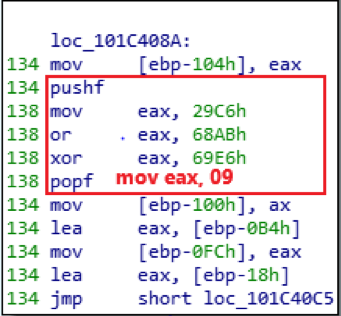 loc_101C408A:
134 mov [ebp-104h], eax
134 pushf
138 mov eax, 29C6h
138 or eax, 68ABh
138 xor eax, 69E6h
138 popf mov eax, 09
134 mov [ebp-100h], ax
134 lea eax, [ebp-0B4h]
134 mov [ebp-0FCh], eax
134 lea eax, [ebp-18h]
134 jmp short loc_101C40C5